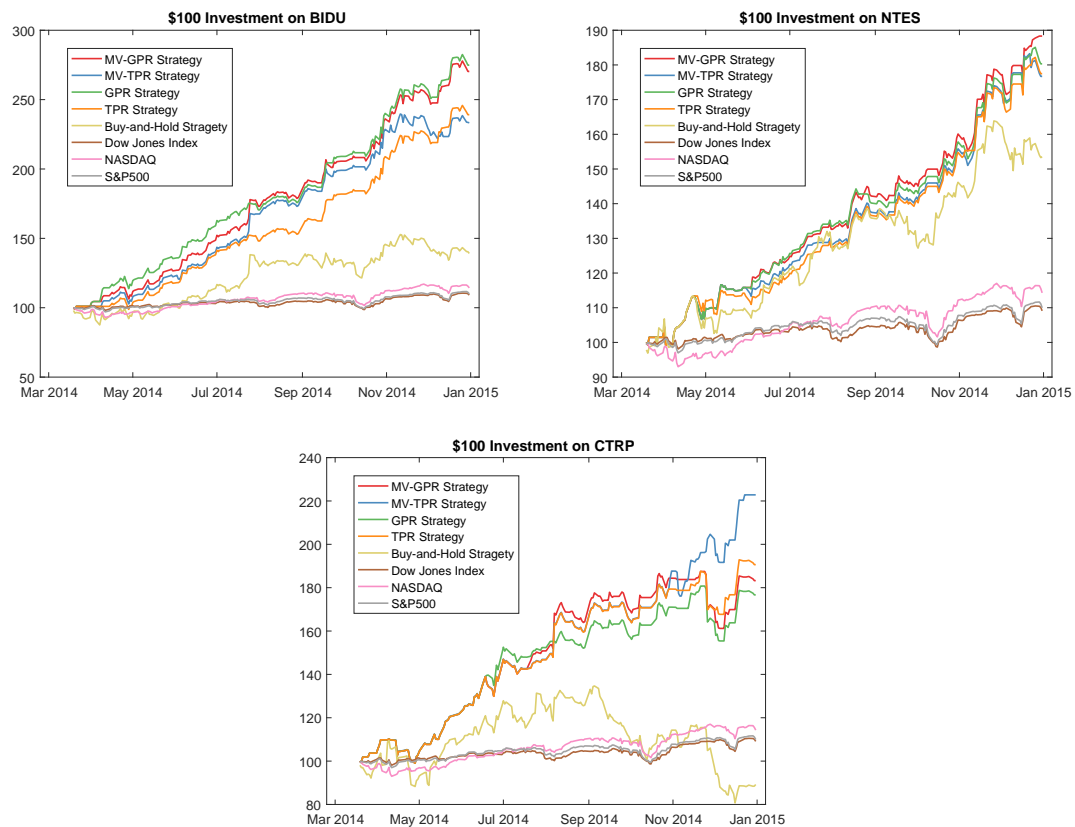 $100 Investment on BIDU
300
250
200
150
100
50
MV-GPR Strategy
MV-TPR Strategy
GPR Strategy
TPR Strategy
Buy-and-Hold Stragety
Dow Jones Index
NASDAQ
S&P500
Mar 2014 May 2014 Jul 2014 Sep 2014 Nov 2014 Jan 2015
$100 Investment on NTES
190
180
170
160
150
140
130
120
110
100
90
MV-GPR Strategy
MV-TPR Strategy
GPR Strategy
TPR Strategy
Buy-and-Hold Stragety
Dow Jones Index
NASDAQ
S&P500
Mar 2014 May 2014 Jul 2014 Sep 2014 Nov 2014 Jan 2015
$100 Investment on CTRP
240
220
200
180
160
140
120
100
80
MV-GPR Strategy
MV-TPR Strategy
GPR Strategy
TPR Strategy
Buy-and-Hold Stragety
Dow Jones Index
NASDAQ
S&P500
Mar 2014 May 2014 Jul 2014 Sep 2014 Nov 2014 Jan 2015